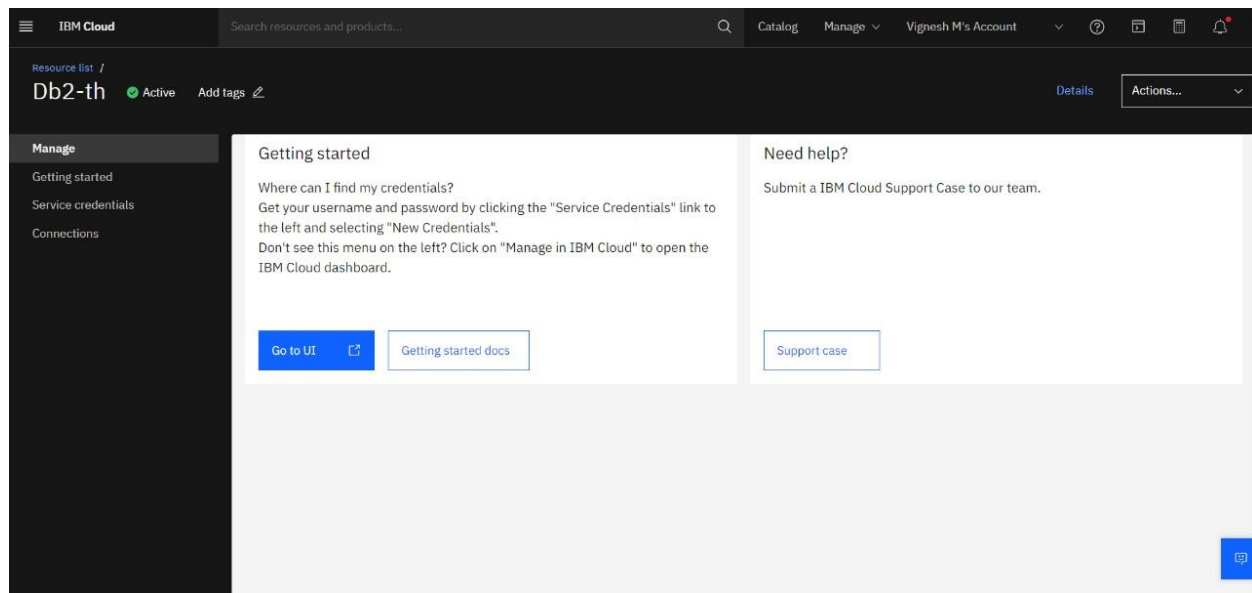 IBM Cloud
Search resources and products...
Catalog
Manage
Vignesh M's Account
Resource list /
Db2-th
Active
Add tags
Details
Actions...
Manage
Getting started
Service credentials
Connections
Getting started
Where can I find my credentials?
Get your username and password by clicking the "Service Credentials" link to
the left and selecting "New Credentials".
Don't see this menu on the left? Click on "Manage in IBM Cloud" to open the
IBM Cloud dashboard.
Go to UI
Getting started docs
Need help?
Submit a IBM Cloud Support Case to our team.
Support case